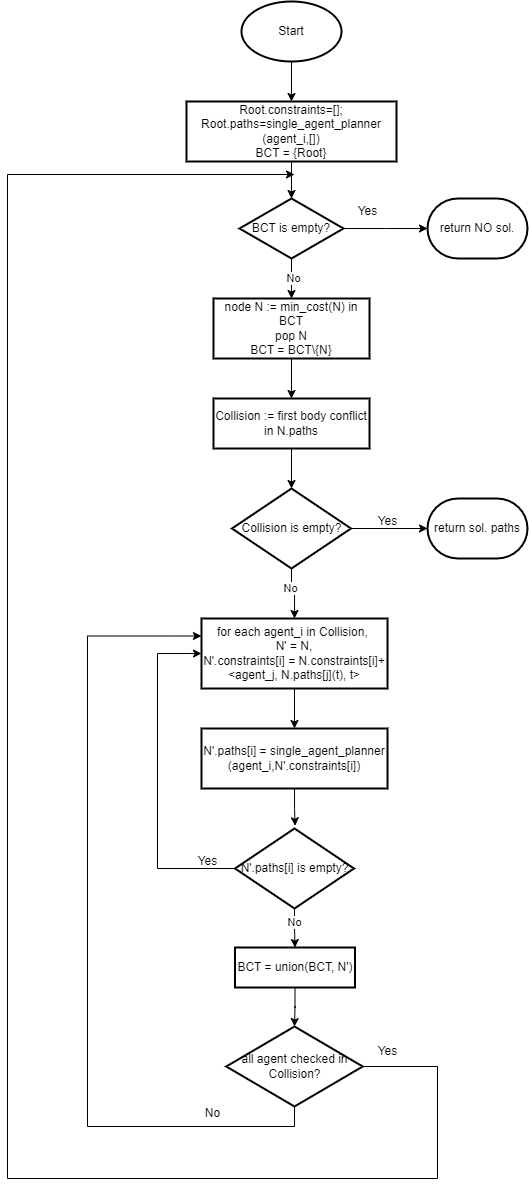 Start
Root.constraints=[];
Root.paths=single_agent_planner
(agent_i,[])
BCT = {Root}
BCT is empty?
Yes
return NO sol.
No
node N := min_cost(N) in
BCT
pop N
BCT = BCT\{N}
Collision := first body conflict
in N.paths
Collision is empty?
Yes
return sol. paths
No
for each agent_i in Collision,
N' = N,
N'.constraints[i] = N.constraints[i]+
<agent_j, N.paths[j](t), t>
N'.paths[i] = single_agent_planner
(agent_i,N'.constraints[i])
Yes
N'.paths[i] is empty?
No
BCT = union(BCT, N')
all agent checked in
Collision?
Yes
No